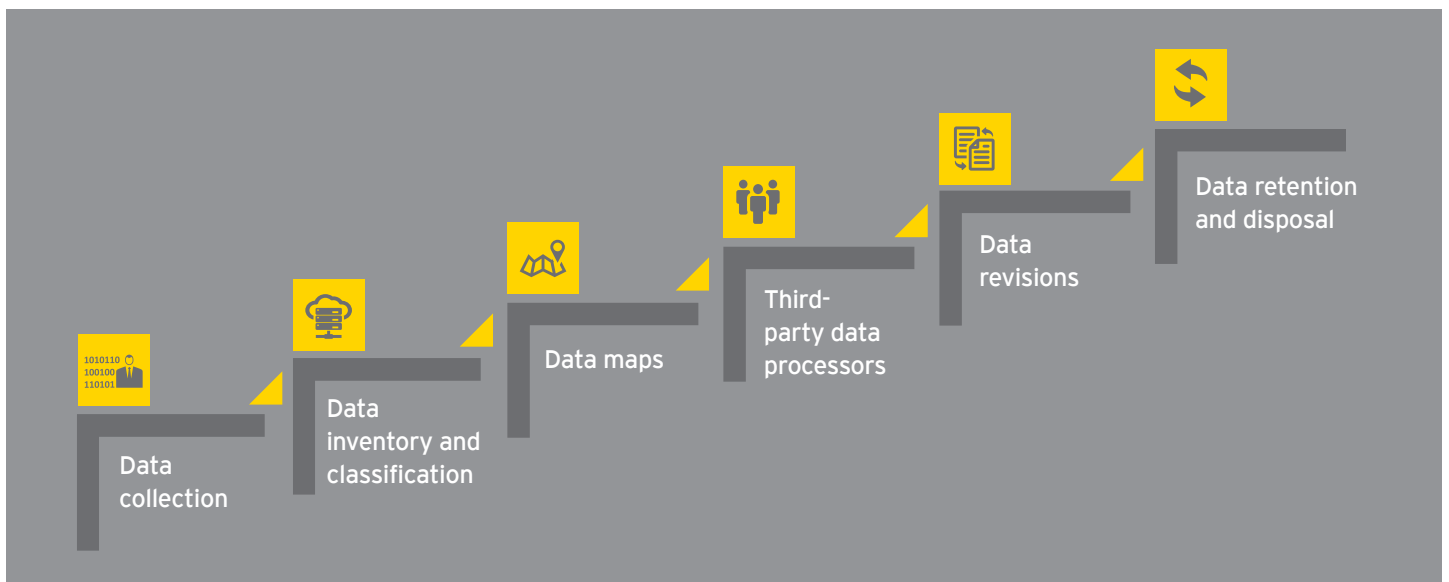 1010110
100100
110101
Data
collection
Data
inventory and
classification
Data maps
Third-
party data
processors
Data
revisions
Data retention
and disposal